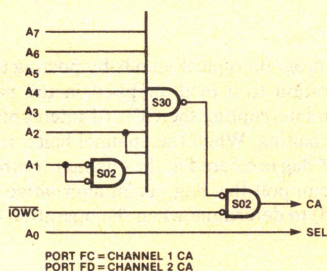 A7
A6
A5
A4
A3
A2
A1
IOWC
A0
S30
S02
S02
CA
SEL
PORT FC = CHANNEL 1 CA
PORT FD = CHANNEL 2 CA